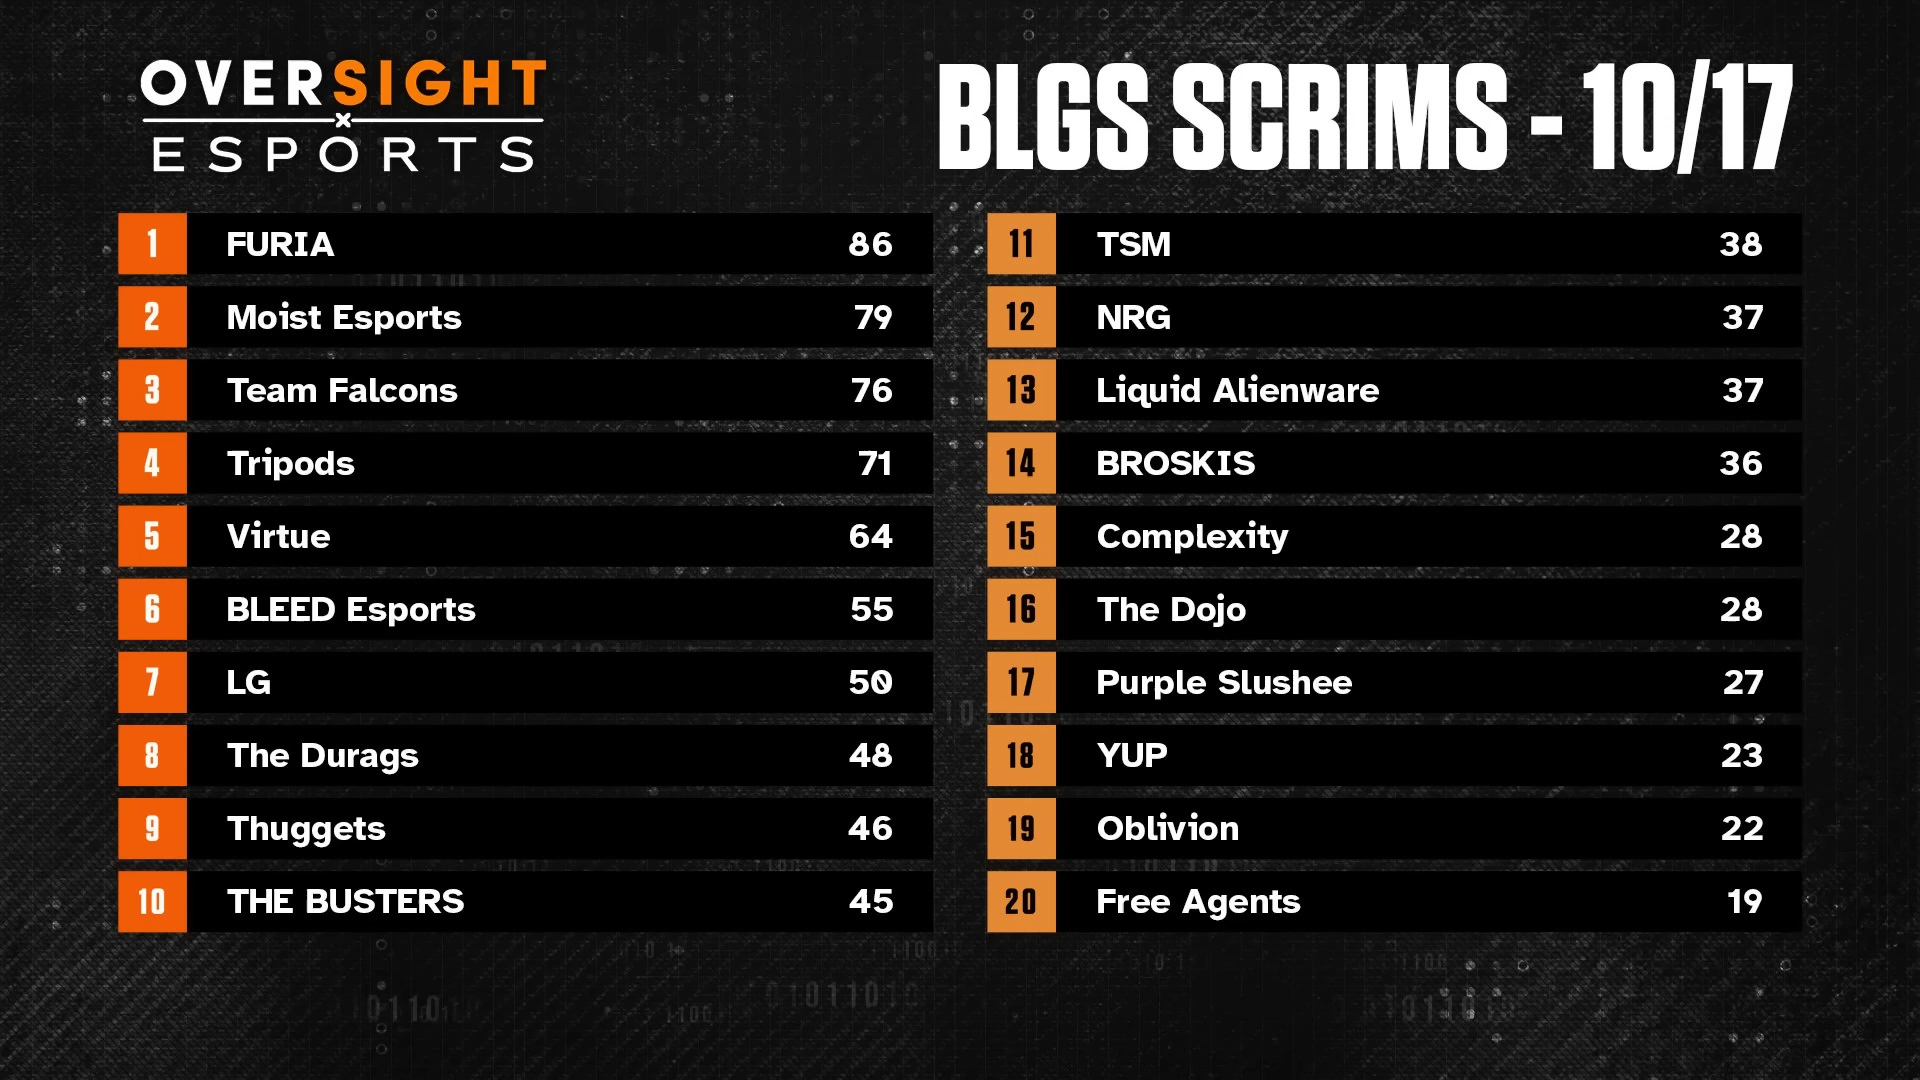 OVERSIGHT
ESPORTS
BLGS SCRIMS - 10/17
1 FURIA 86
2 Moist Esports 79
3 Team Falcons 76
4 Tripods 71
5 Virtue 64
6 BLEED Esports 55
7 LG 50
8 The Durags 48
9 Thuggets 46
10 THE BUSTERS 45
11 TSM 38
12 NRG 37
13 Liquid Alienware 37
14 BROSKIS 36
15 Complexity 28
16 The Dojo 28
17 Purple Slushee 27
18 YUP 23
19 Oblivion 22
20 Free Agents 19